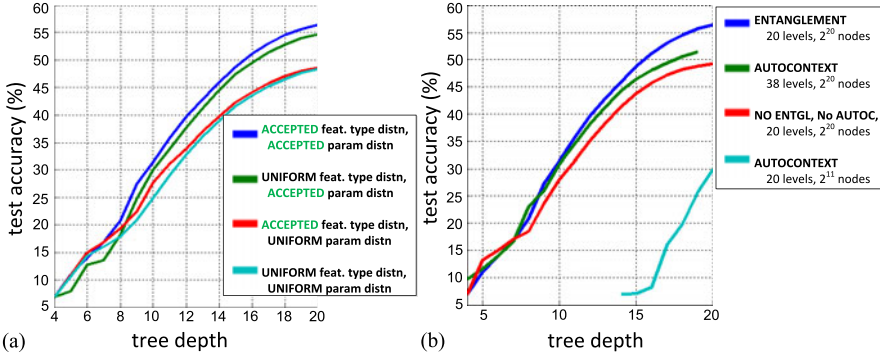 60
55
50
45
40
35
30
25
20
15
10
5
4 6 8 10 12 14 16 18 20
test accuracy (%)
tree depth
(a)
ACCEPTED feat. type distn,
ACCEPTED param distn
UNIFORM feat. type distn,
ACCEPTED param distn
ACCEPTED feat. type distn,
UNIFORM param distn
UNIFORM feat. type distn,
UNIFORM param distn
60
55
50
45
40
35
30
25
20
15
10
5
5 10 15 20
test accuracy (%)
tree depth
(b)
ENTANGLEMENT
20 levels, 2^20 nodes
AUTOCONTEXT
38 levels, 2^20 nodes
NO ENTGL, No AUTOC,
20 levels, 2^20 nodes
AUTOCONTEXT
20 levels, 2^11 nodes